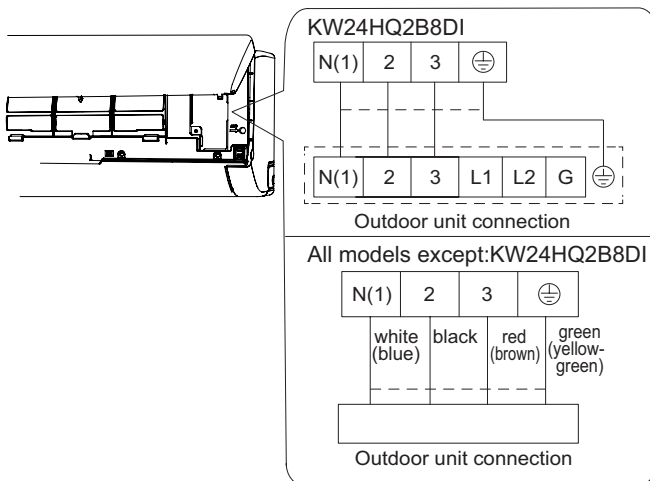 KW24HQ2B8DI
N(1) 2 3
N(1) 2 3 L1 L2 G
Outdoor unit connection
All models except:KW24HQ2B8DI
N(1) 2 3
white (blue)
black
red (brown)
green (yellow-green)
Outdoor unit connection